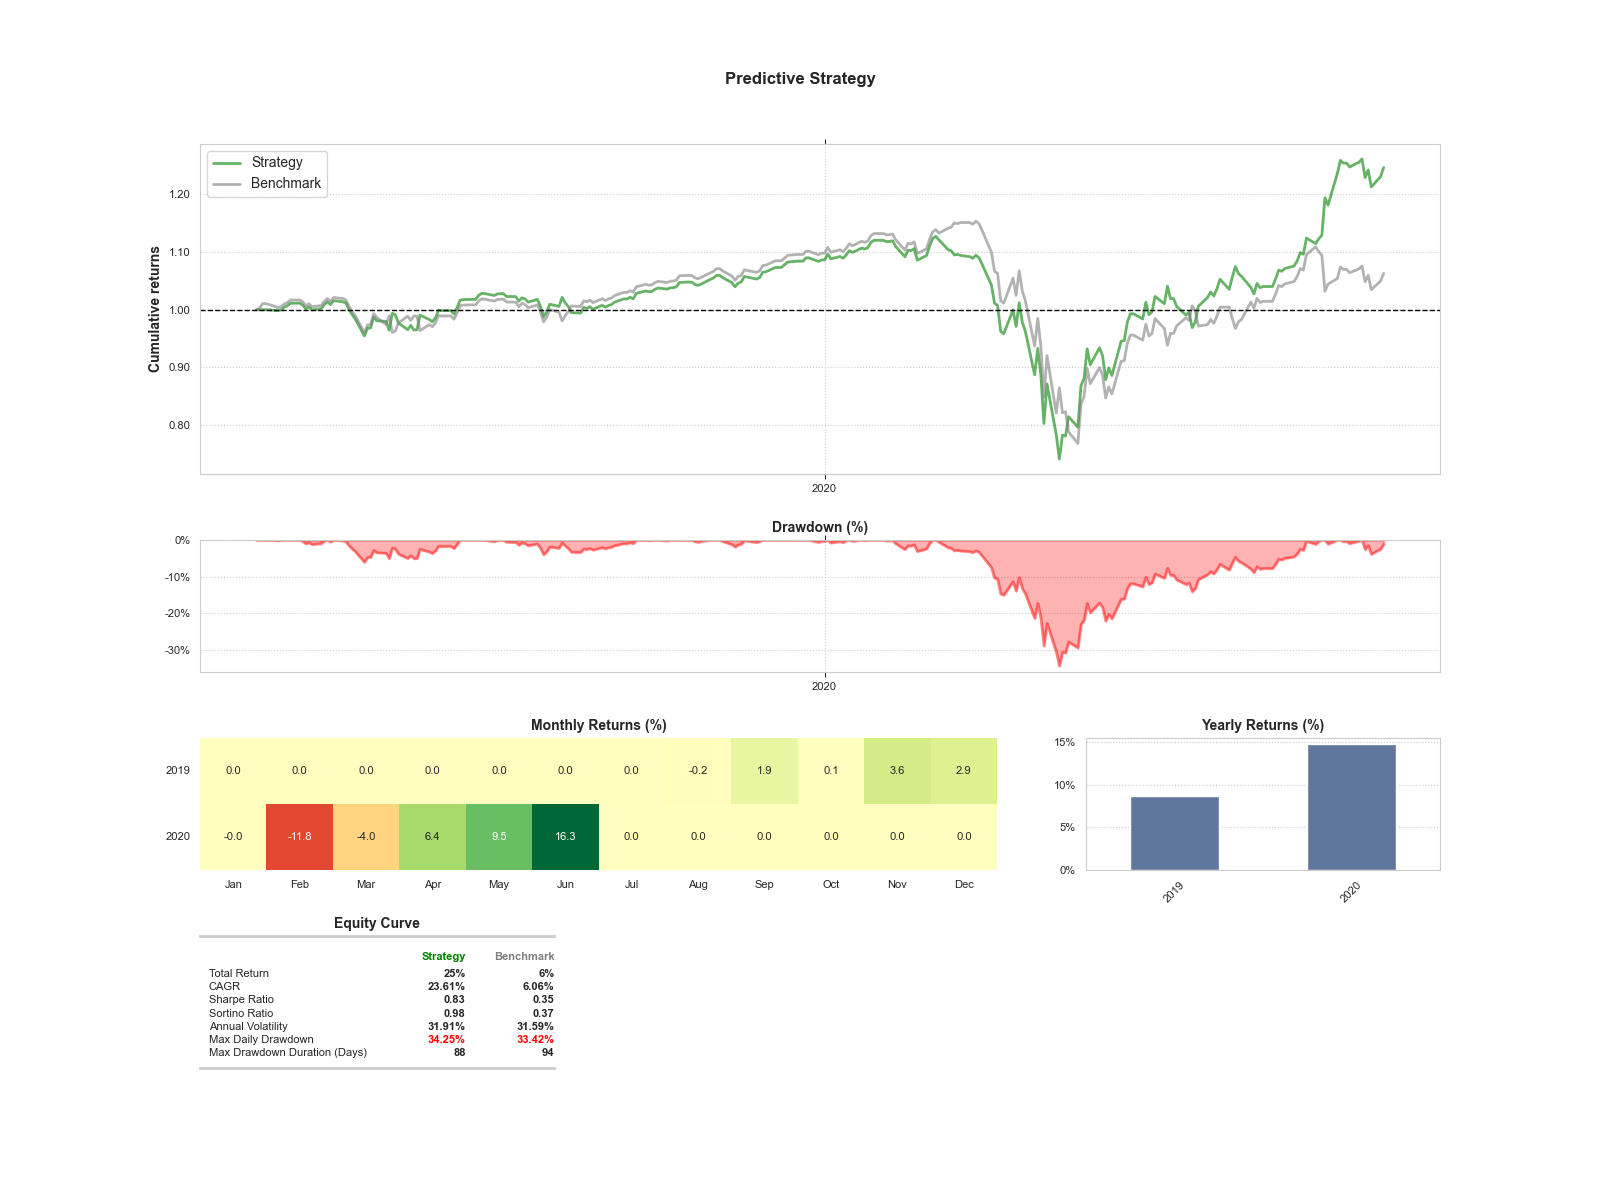 Predictive Strategy
Strategy
Benchmark
Cumulative returns
1.20
1.10
1.00
0.90
0.80
2020
Drawdown (%)
0%
-10%
-20%
-30%
2020
Monthly Returns (%)
2019 0.0 0.0 0.0 0.0 0.0 0.0 0.0 -0.2 1.9 0.1 3.6 2.9
2020 -0.0 -11.8 -4.0 6.4 9.5 16.3 0.0 0.0 0.0 0.0 0.0 0.0
Jan Feb Mar Apr May Jun Jul Aug Sep Oct Nov Dec
Yearly Returns (%)
15%
10%
5%
0%
2019 2020
Equity Curve
Strategy Benchmark
Total Return 25% 6%
CAGR 23.61% 6.06%
Sharpe Ratio 0.83 0.35
Sortino Ratio 0.98 0.37
Annual Volatility 31.91% 31.59%
Max Daily Drawdown 34.25% 33.42%
Max Drawdown Duration (Days) 88 94